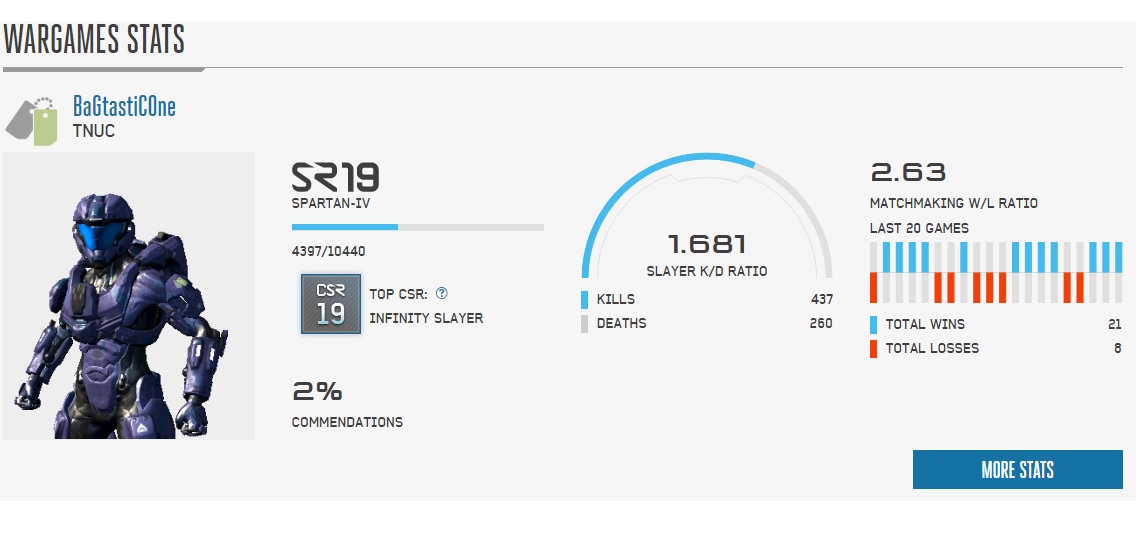 WARGAMES STATS
BaGtastiCOne
TNUC
SR19
SPARTAN-IV
4397/10440
CSR
19
TOP CSR: ?
INFINITY SLAYER
2%
COMMENDATIONS
1.681
SLAYER K/D RATIO
KILLS 437
DEATHS 260
2.63
MATCHMAKING W/L RATIO
LAST 20 GAMES
TOTAL WINS 21
TOTAL LOSSES 8
MORE STATS